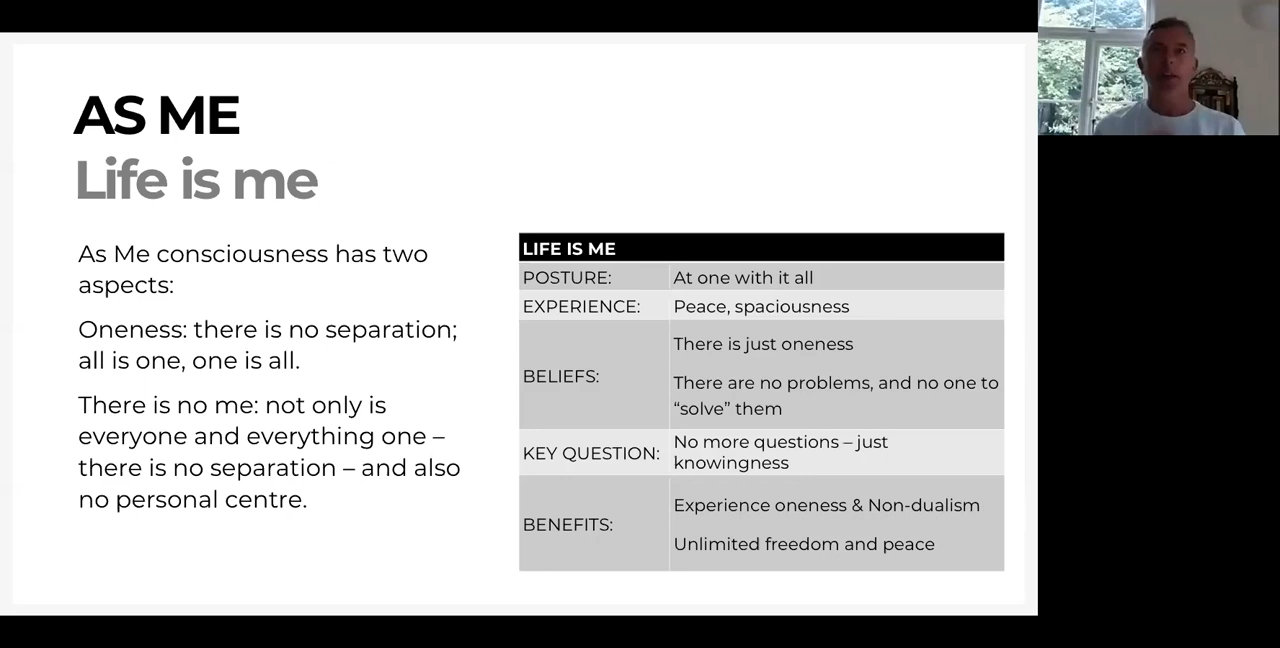 AS ME
Life is me
As Me consciousness has two
aspects:
Oneness: there is no separation;
all is one, one is all.
There is no me: not only is
everyone and everything one –
there is no separation – and also
no personal centre.
LIFE IS ME
POSTURE: At one with it all
EXPERIENCE: Peace, spaciousness
BELIEFS: There is just oneness
There are no problems, and no one to
“solve” them
KEY QUESTION: No more questions – just
knowingness
BENEFITS: Experience oneness & Non-dualism
Unlimited freedom and peace